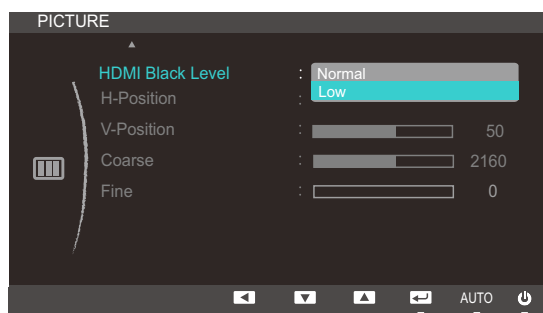 PICTURE
HDMI Black Level : Normal
Low
H-Position :
V-Position : 50
Coarse : 2160
Fine : 0
AUTO